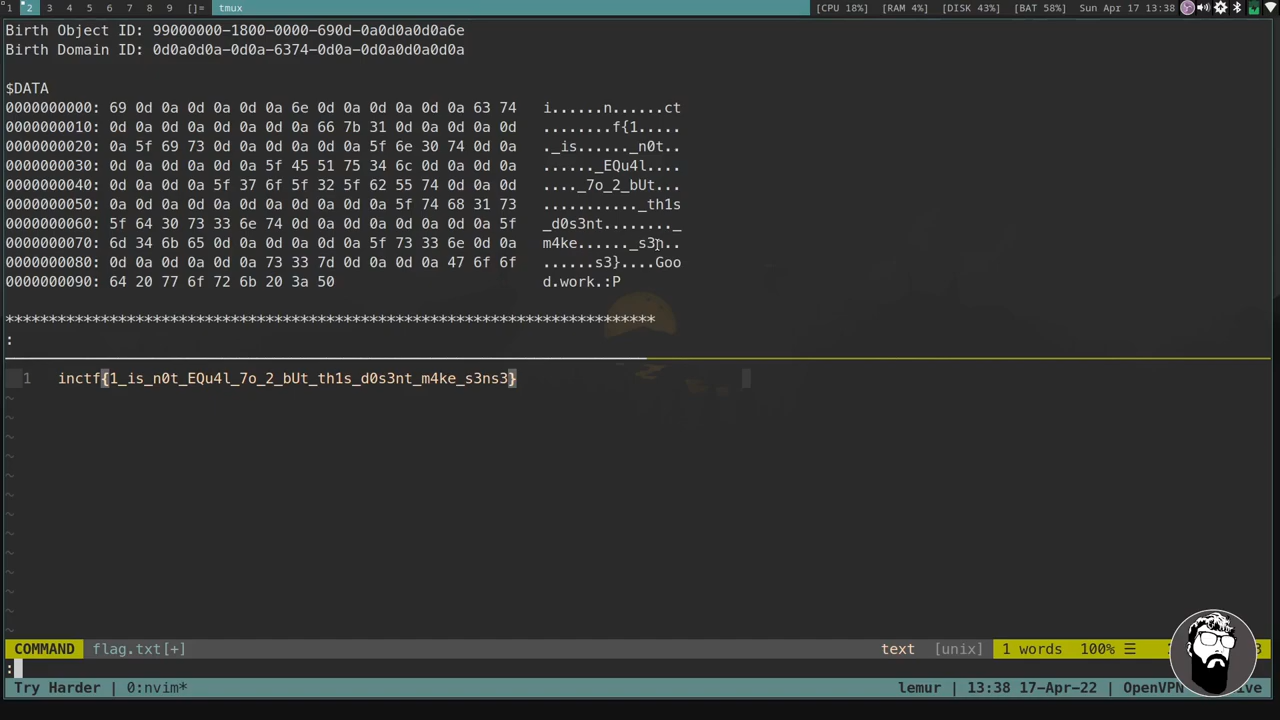 1 2 3 4 5 6 7 8 9 []= tmux [CPU 18%] [RAM 4%] [DISK 43%] [BAT 58%] Sun Apr 17 13:38
Birth Object ID: 99000000-1800-0000-690d-0a0d0a0d0a6e
Birth Domain ID: 0d0a0d0a-0d0a-6374-0d0a-0d0a0d0a0d0a
$DATA
0000000000: 69 0d 0a 0d 0a 0d 0a 6e 0d 0a 0d 0a 0d 0a 63 74 i......n......ct
0000000010: 0d 0a 0d 0a 0d 0a 0d 0a 66 7b 31 0d 0a 0d 0a 0d ........f{1.....
0000000020: 0a 5f 69 73 0d 0a 0d 0a 0d 0a 5f 6e 30 74 0d 0a ._is......_n0t..
0000000030: 0d 0a 0d 0a 0d 0a 5f 45 51 75 34 6c 0d 0a 0d 0a ......_EQu4l....
0000000040: 0d 0a 0d 0a 5f 37 6f 5f 32 5f 62 55 74 0d 0a 0d ...._7o_2_bUt...
0000000050: 0a 0d 0a 0d 0a 0d 0a 0d 0a 0d 0a 5f 74 68 31 73 ..........._th1s
0000000060: 5f 64 30 73 33 6e 74 0d 0a 0d 0a 0d 0a 0d 0a 5f _d0s3nt........_
0000000070: 6d 34 6b 65 0d 0a 0d 0a 0d 0a 5f 73 33 6e 0d 0a m4ke......_s3n..
0000000080: 0d 0a 0d 0a 0d 0a 73 33 7d 0d 0a 0d 0a 47 6f 6f ......s3}....Goo
0000000090: 64 20 77 6f 72 6b 20 3a 50 d.work.:P
***************************************************************************
:
1 inctf{1_is_n0t_EQu4l_7o_2_bUt_th1s_d0s3nt_m4ke_s3ns3}
~
~
~
~
~
~
~
~
~
~
~
~
~
COMMAND flag.txt[+] text [unix] 1 words 100% ☰
:
Try Harder | 0:nvim* lemur | 13:38 17-Apr-22 | OpenVPN